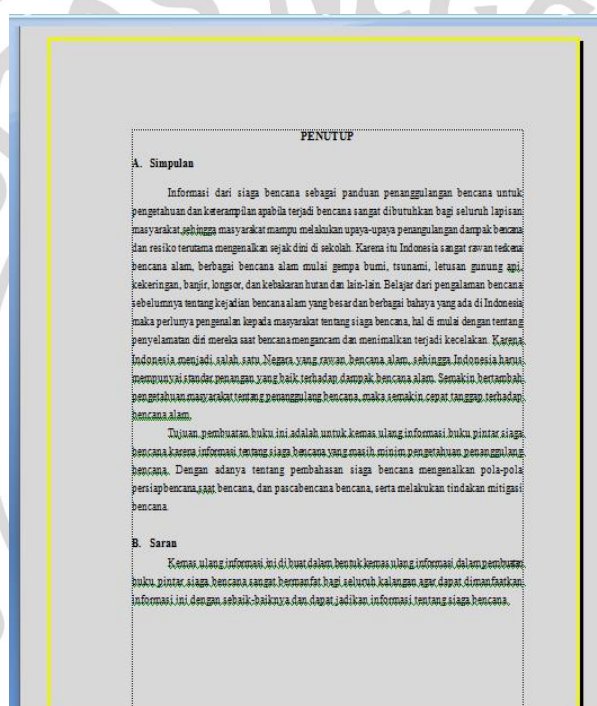 PENUTUP
A. Simpulan
Informasi dari siaga bencana sebagai panduan penanggulangan bencana untuk
pengetahuan dan keterampilan apabila terjadi bencana sangat dibutuhkan bagi seluruh lapisan
masyarakat,sehingga masyarakat mampu melakukan upaya-upaya penangulangan dampak bencana
dan resiko terutama mengenalkan sejak dini di sekolah. Karena itu Indonesia sangat rawan terkena
bencana alam, berbagai bencana alam mulai gempa bumi, tsunami, letusan gunung api,
kekeringan, banjir, longsor, dan kebakaran hutan dan lain-lain. Belajar dari pengalaman bencana
sebelumnya tentang kejadian bencana alam yang besar dan berbagai bahaya yang ada di Indonesia
maka perlunya pengenalan kepada masyarakat tentang siaga bencana, hal di mulai dengan tentang
penyelamatan diri mereka saat bencana mengancam dan menimalkan terjadi kecelakan. Karena
Indonesia menjadi salah satu Negara yang rawan bencana alam, sehingga Indonesia harus
mempunyai standar penangan yang baik terhadap dampak bencana alam. Semakin bertambah
pengetahuan masyarakat tentang penanggulang bencana, maka semakin cepat tanggap terhadap
bencana alam.
Tujuan pembuatan buku ini adalah untuk kemas ulang informasi buku pintar siaga
bencana karena informasi tentang siaga bencana yang masih minim pengetahuan penanggulang
bencana. Dengan adanya tentang pembahasan siaga bencana mengenalkan pola-pola
persiapbencana,saat bencana, dan pascabencana bencana, serta melakukan tindakan mitigasi
bencana.
B. Saran
Kemas ulang informasi ini di buat dalam bentuk kemas ulang informasi dalam pembuatan
buku pintar siaga bencana sangat bermanfat bagi seluruh kalangan agar dapat dimanfaatkan
informasi ini dengan sebaik-baiknya dan dapat jadikan informasi tentang siaga bencana.